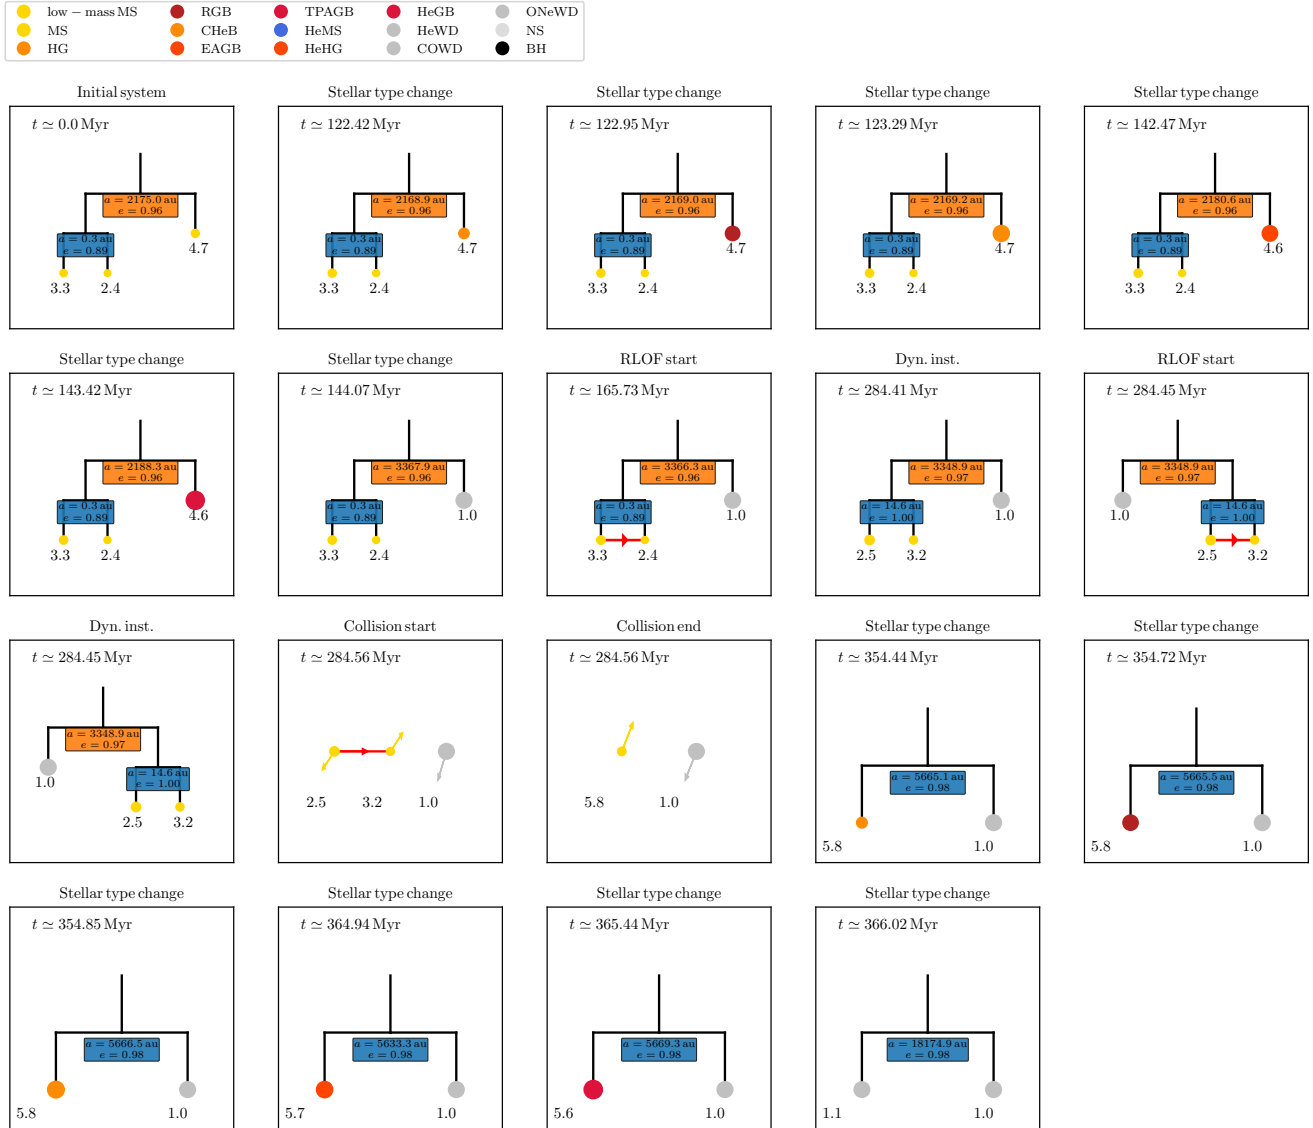 low − mass MS
MS
HG
RGB
CHeB
EAGB
TPAGB
HeMS
HeHG
HeGB
HeWD
COWD
ONeWD
NS
BH
Initial system
t ≃ 0.0 Myr
a = 2175.0 au
e = 0.96
a = 0.3 au
e = 0.89
4.7
3.3 2.4
Stellar type change
t ≃ 122.42 Myr
a = 2168.9 au
e = 0.96
a = 0.3 au
e = 0.89
4.7
3.3 2.4
Stellar type change
t ≃ 122.95 Myr
a = 2169.0 au
e = 0.96
a = 0.3 au
e = 0.89
4.7
3.3 2.4
Stellar type change
t ≃ 123.29 Myr
a = 2169.2 au
e = 0.96
a = 0.3 au
e = 0.89
4.7
3.3 2.4
Stellar type change
t ≃ 142.47 Myr
a = 2180.6 au
e = 0.96
a = 0.3 au
e = 0.89
4.6
3.3 2.4
Stellar type change
t ≃ 143.42 Myr
a = 2188.3 au
e = 0.96
a = 0.3 au
e = 0.89
4.6
3.3 2.4
Stellar type change
t ≃ 144.07 Myr
a = 3367.9 au
e = 0.96
a = 0.3 au
e = 0.89
1.0
3.3 2.4
RLOF start
t ≃ 165.73 Myr
a = 3366.3 au
e = 0.96
a = 0.3 au
e = 0.89
1.0
3.3 2.4
Dyn. inst.
t ≃ 284.41 Myr
a = 3348.9 au
e = 0.97
a = 14.6 au
e = 1.00
1.0
2.5 3.2
RLOF start
t ≃ 284.45 Myr
a = 3348.9 au
e = 0.97
a = 14.6 au
e = 1.00
1.0
2.5 3.2
Dyn. inst.
t ≃ 284.45 Myr
a = 3348.9 au
e = 0.97
a = 14.6 au
e = 1.00
1.0
2.5 3.2
Collision start
t ≃ 284.56 Myr
2.5 3.2 1.0
Collision end
t ≃ 284.56 Myr
5.8 1.0
Stellar type change
t ≃ 354.44 Myr
a = 5665.1 au
e = 0.98
5.8 1.0
Stellar type change
t ≃ 354.72 Myr
a = 5665.5 au
e = 0.98
5.8 1.0
Stellar type change
t ≃ 354.85 Myr
a = 5666.5 au
e = 0.98
5.8 1.0
Stellar type change
t ≃ 364.94 Myr
a = 5633.3 au
e = 0.98
5.7 1.0
Stellar type change
t ≃ 365.44 Myr
a = 5669.3 au
e = 0.98
5.6 1.0
Stellar type change
t ≃ 366.02 Myr
a = 18174.9 au
e = 0.98
1.1 1.0